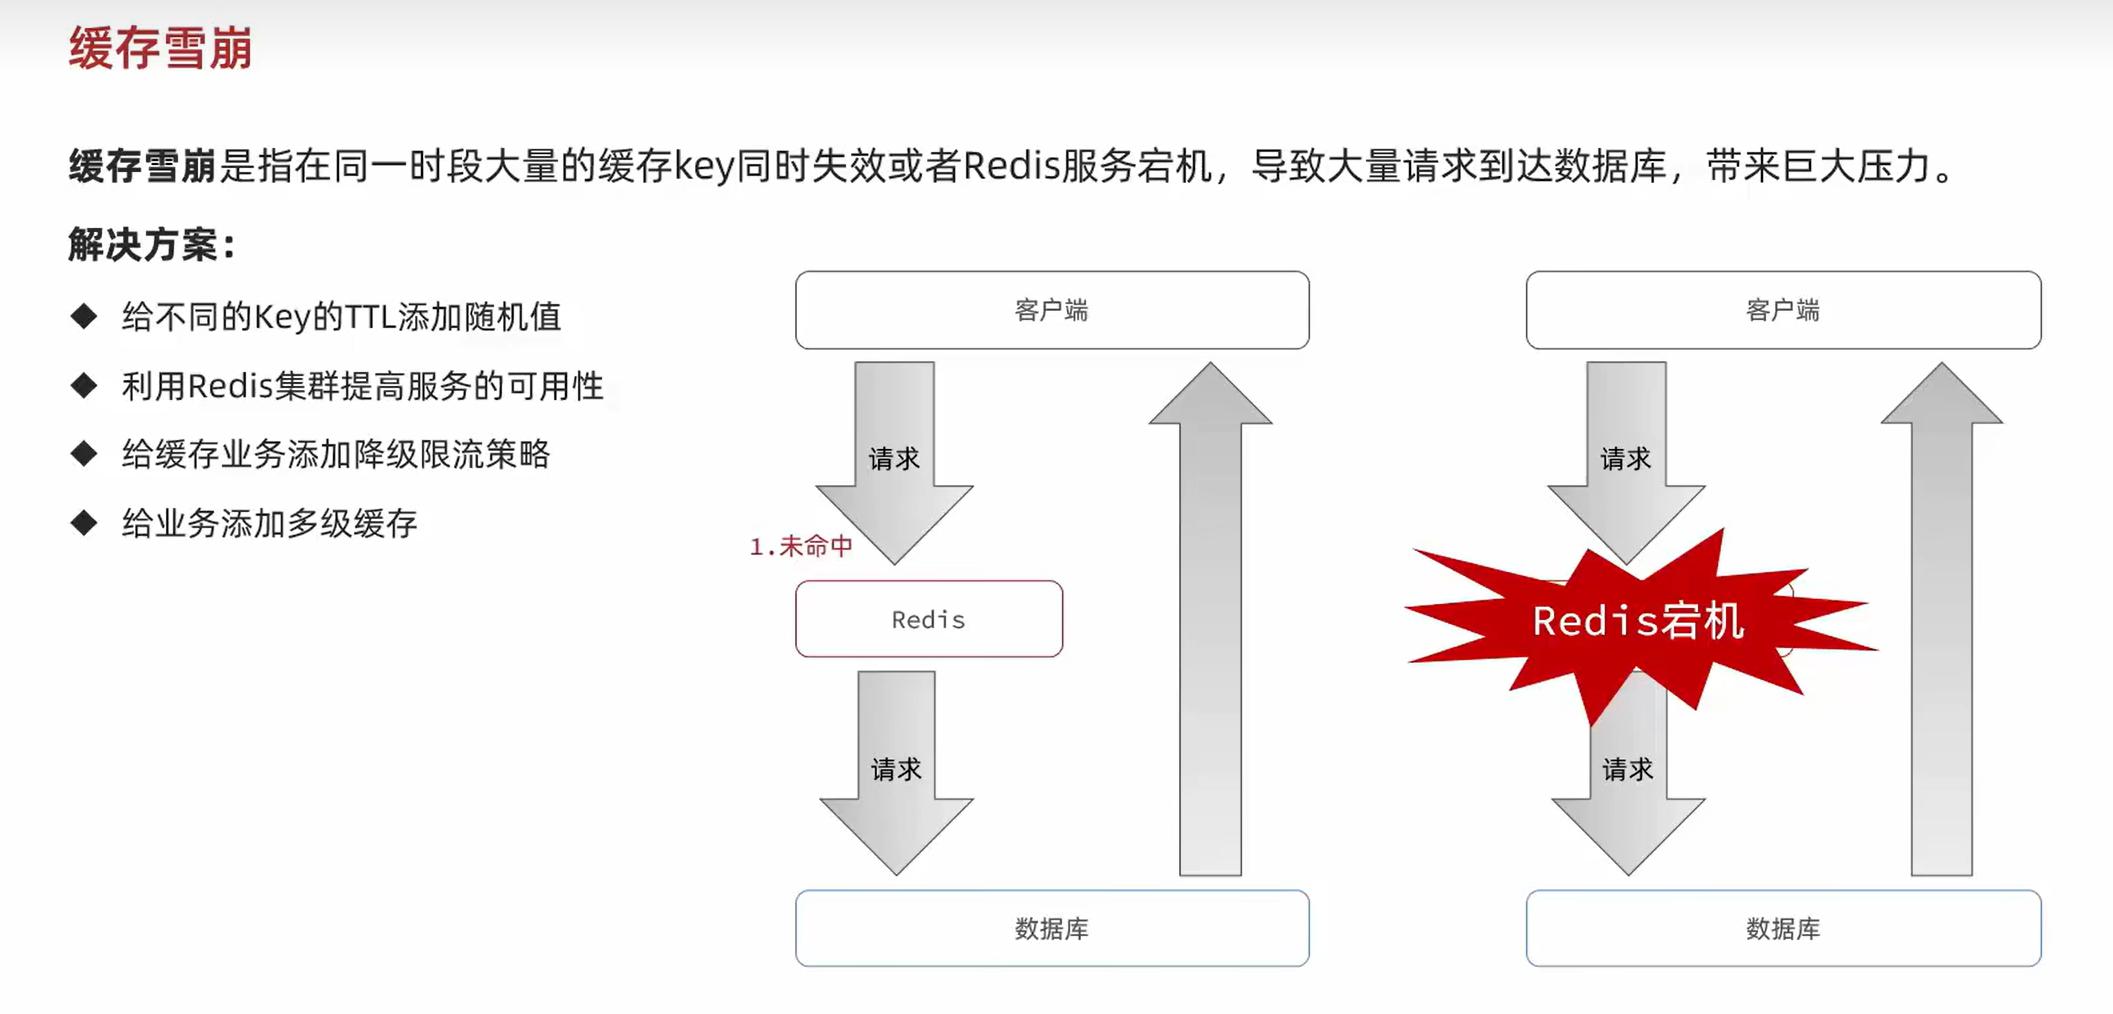 缓存雪崩
缓存雪崩是指在同一时段大量的缓存key同时失效或者Redis服务宕机，导致大量请求到达数据库，带来巨大压力。
解决方案：
◆ 给不同的Key的TTL添加随机值
◆ 利用Redis集群提高服务的可用性
◆ 给缓存业务添加降级限流策略
◆ 给业务添加多级缓存
客户端
请求
1.未命中
Redis
请求
数据库
客户端
请求
Redis宕机
请求
数据库